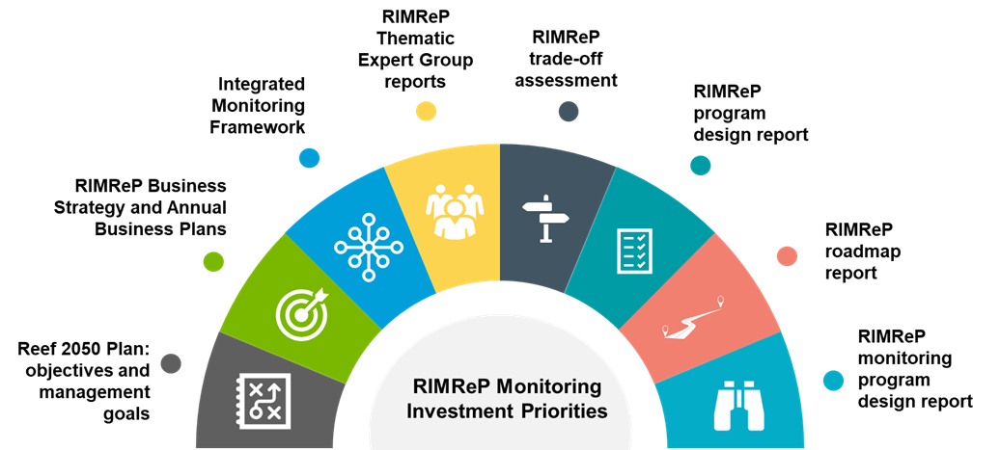 RIMReP
Thematic
Expert Group
reports
RIMReP
trade-off
assessment
Integrated
Monitoring
Framework
RIMReP
program
design report
RIMReP Business
Strategy and Annual
Business Plans
RIMReP
roadmap
report
Reef 2050 Plan:
objectives and
management
goals
RIMReP
monitoring
program
design report
RIMReP Monitoring
Investment Priorities